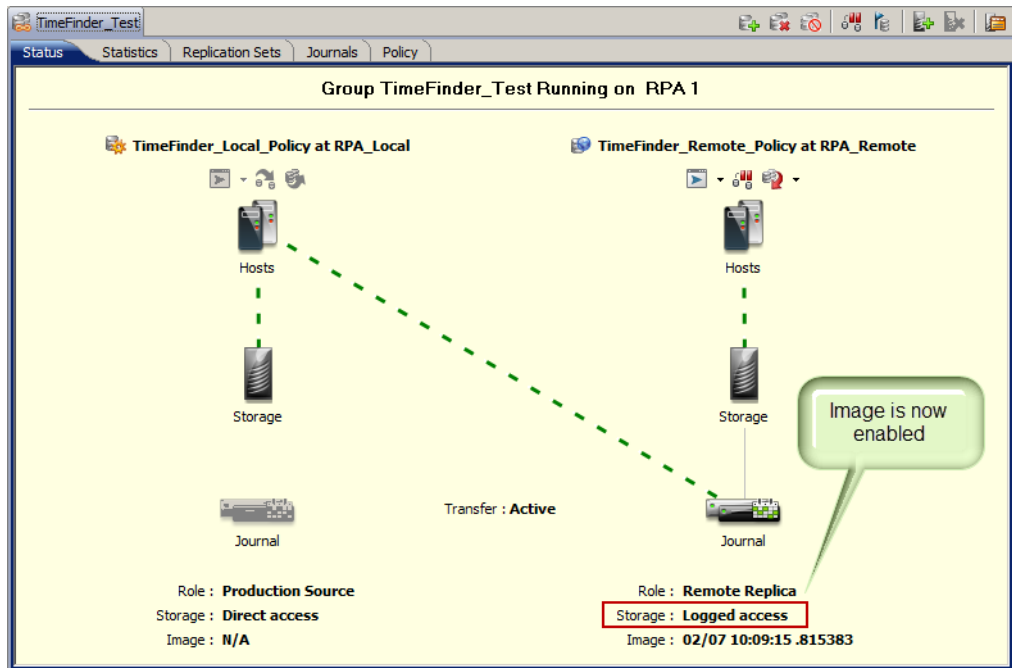 TimeFinder_Test
Status Statistics Replication Sets Journals Policy
Group TimeFinder_Test Running on RPA 1
TimeFinder_Local_Policy at RPA_Local
TimeFinder_Remote_Policy at RPA_Remote
Hosts
Hosts
Storage
Storage
Image is now
enabled
Transfer : Active
Journal
Journal
Role : Production Source
Storage : Direct access
Image : N/A
Role : Remote Replica
Storage : Logged access
Image : 02/07 10:09:15 .815383